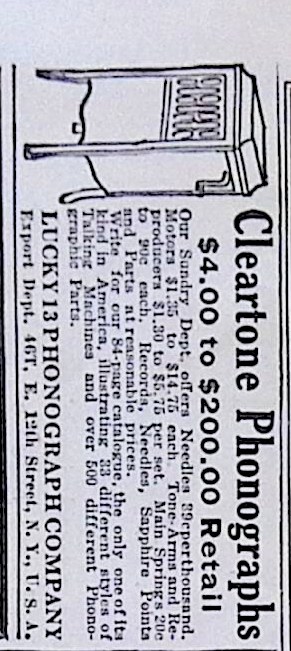 Cleartone Phonographs
$4.00 to $200.00 Retail
Our Sundry Dept. offers Needles 39c per thousand.
Motors $1.35 to $14.75 each. Tone-Arms and Re-
producers $1.30 to $5.75 per set. Main Springs 20c
to 90c each. Records, Needles, Sapphire Points
and Parts at reasonable prices.
Write for our 84-page catalogue, the only one of its
kind in America, illustrating 33 different styles of
Talking Machines and over 500 different Phono-
graphic Parts.
LUCKY 13 PHONOGRAPH COMPANY
Export Dept. 46T, E. 12th Street, N. Y., U. S. A.